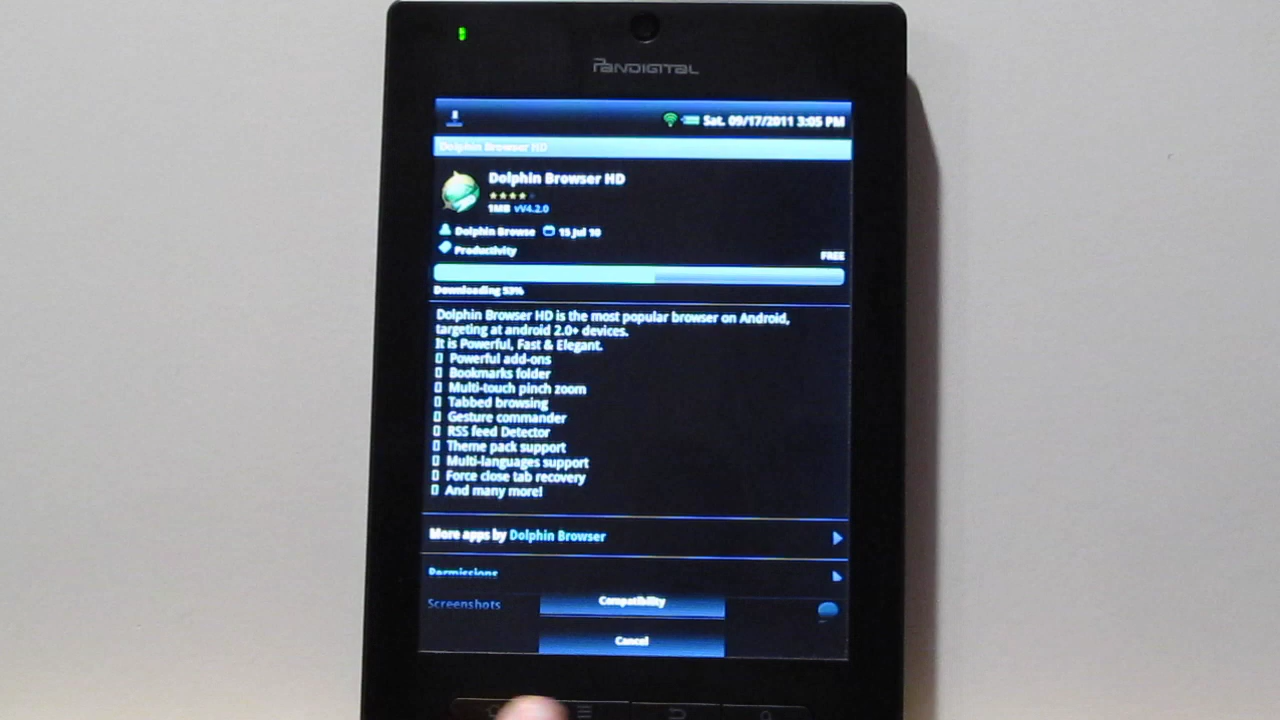 PANDIGITAL
Sat. 09/17/2011 3:05 PM
Dolphin Browser HD
Dolphin Browser HD
1MB vV4.2.0
Dolphin Browse 15 Jul 10
Productivity
FREE
Downloading 53%
Dolphin Browser HD is the most popular browser on Android,
targeting at android 2.0+ devices.
It is Powerful, Fast & Elegant.
Powerful add-ons
Bookmarks folder
Multi-touch pinch zoom
Tabbed browsing
Gesture commander
RSS feed Detector
Theme pack support
Multi-languages support
Force close tab recovery
And many more!
More apps by Dolphin Browser
Permissions
Screenshots
Compatibility
Cancel